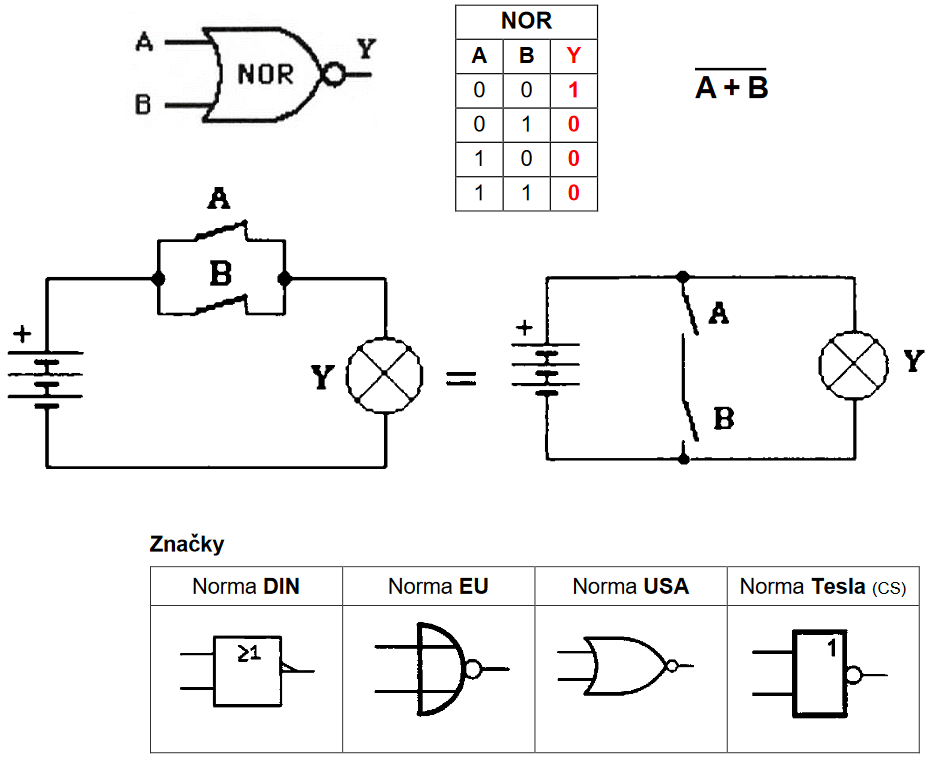 A
B
NOR
Y
NOR
A B Y
0 0 1
0 1 0
1 0 0
1 1 0
A + B
A
B
+
Y
=
+
A
B
Y
Značky
Norma DIN Norma EU Norma USA Norma Tesla (CS)
≥1
1